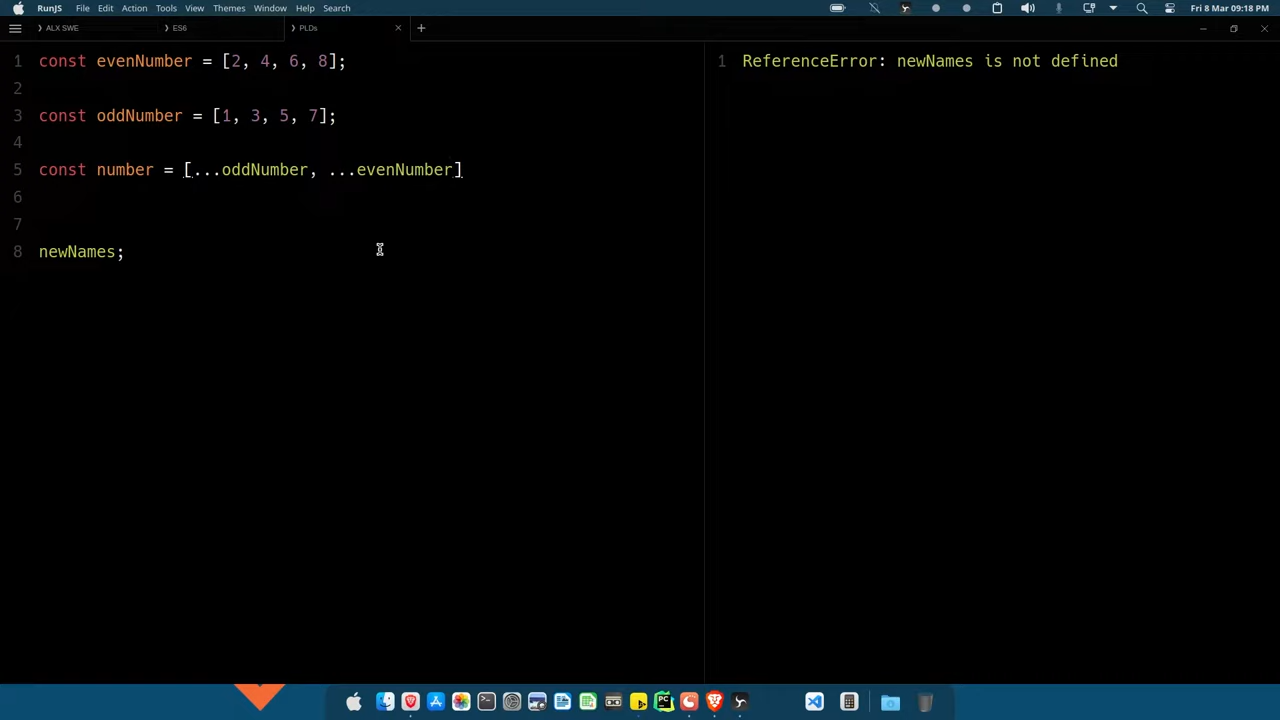 RunJS File Edit Action Tools View Themes Window Help Search Fri 8 Mar 09:18 PM
❯ ALX SWE ❯ ES6 ❯ PLDs × +
1 const evenNumber = [2, 4, 6, 8];
2
3 const oddNumber = [1, 3, 5, 7];
4
5 const number = [...oddNumber, ...evenNumber]
6
7
8 newNames;
1 ReferenceError: newNames is not defined
PC